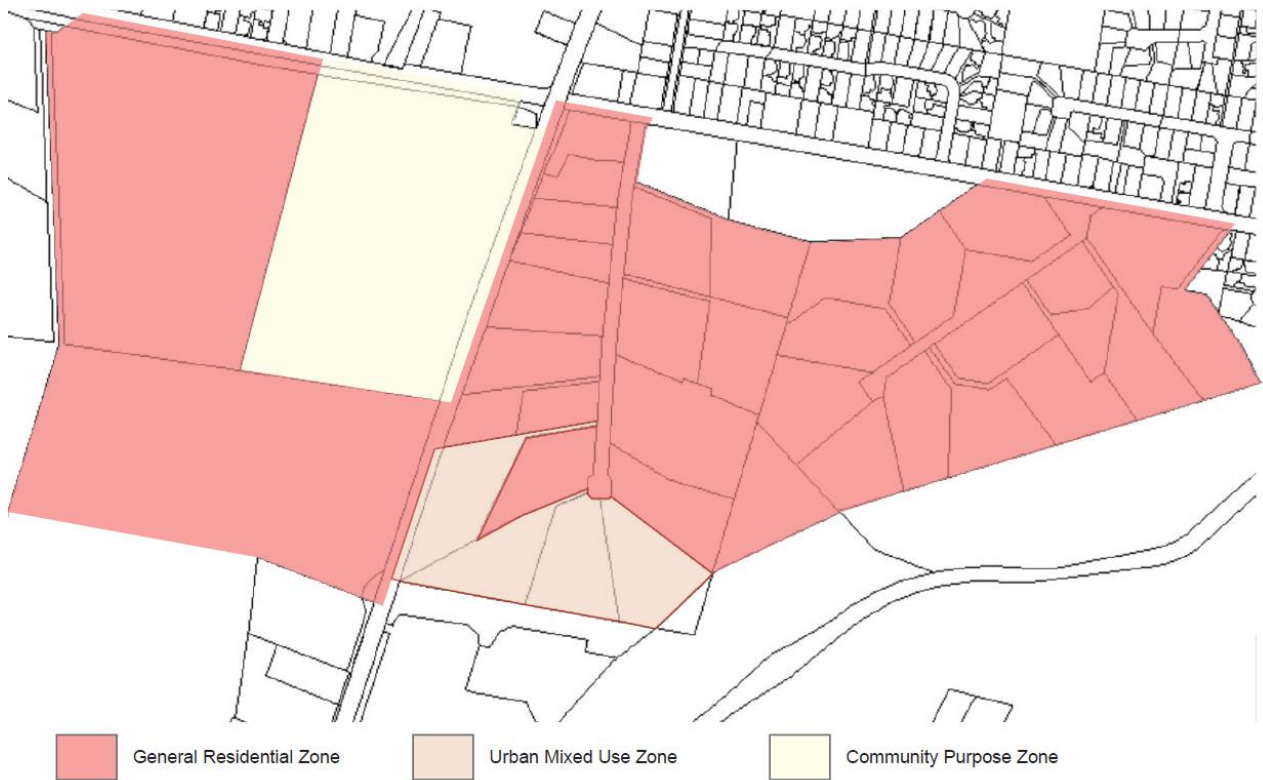 General Residential Zone
Urban Mixed Use Zone
Community Purpose Zone